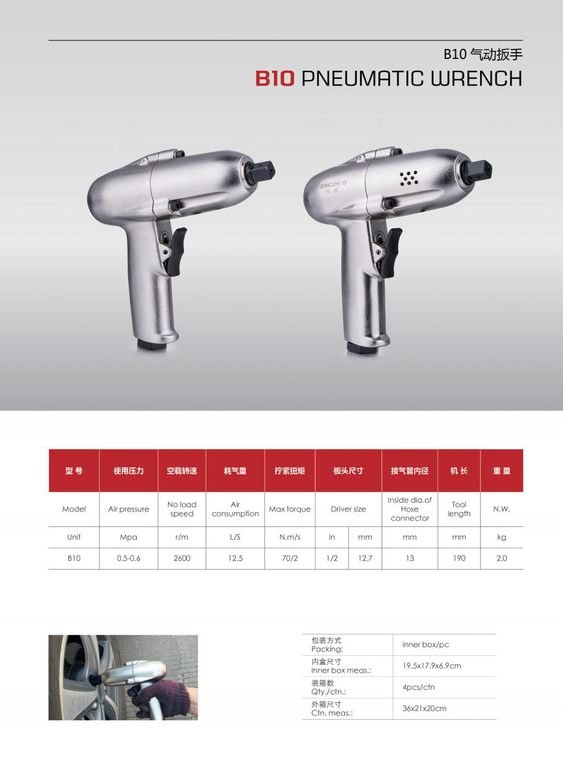 B10 气动扳手
B10 PNEUMATIC WRENCH
型 号 使用压力 空载转速 耗气量 拧紧扭矩 板头尺寸 接气管内径 机 长 重 量
Model Air pressure No load speed Air consumption Max torque Driver size Inside dia.of Hose connector Tool length N.W.
Unit Mpa r/m L/S N.m/s In mm mm mm kg
B10 0.5-0.6 2600 12.5 70/2 1/2 12.7 13 190 2.0
包装方式
Packing: inner box/pc
内盒尺寸
Inner box meas.: 19.5x17.9x6.9cm
装箱数
Qty./ctn.: 4pcs/ctn
外箱尺寸
Ctn. meas.: 36x21x20cm